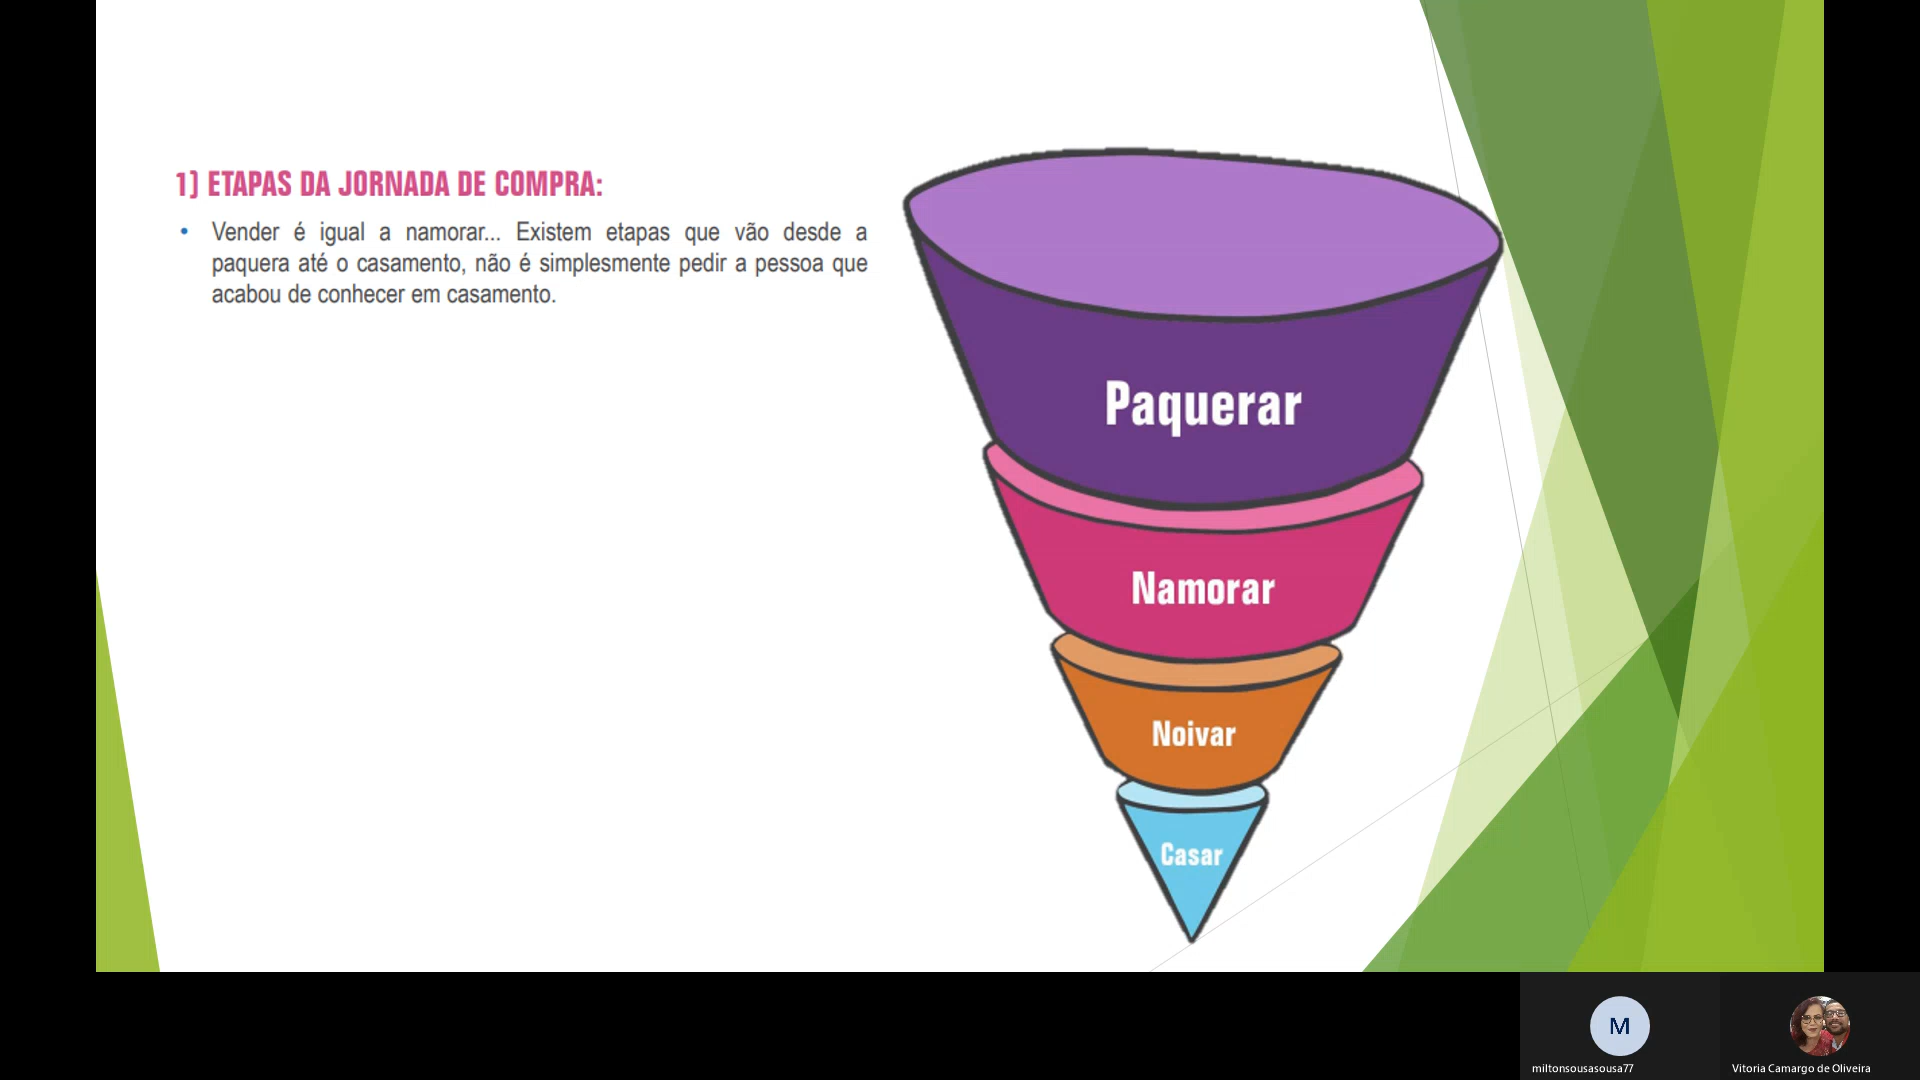 1) ETAPAS DA JORNADA DE COMPRA:
• Vender é igual a namorar... Existem etapas que vão desde a
paquera até o casamento, não é simplesmente pedir a pessoa que
acabou de conhecer em casamento.
Paquerar
Namorar
Noivar
Casar
M
miltonsousasousa77
Vitoria Camargo de Oliveira